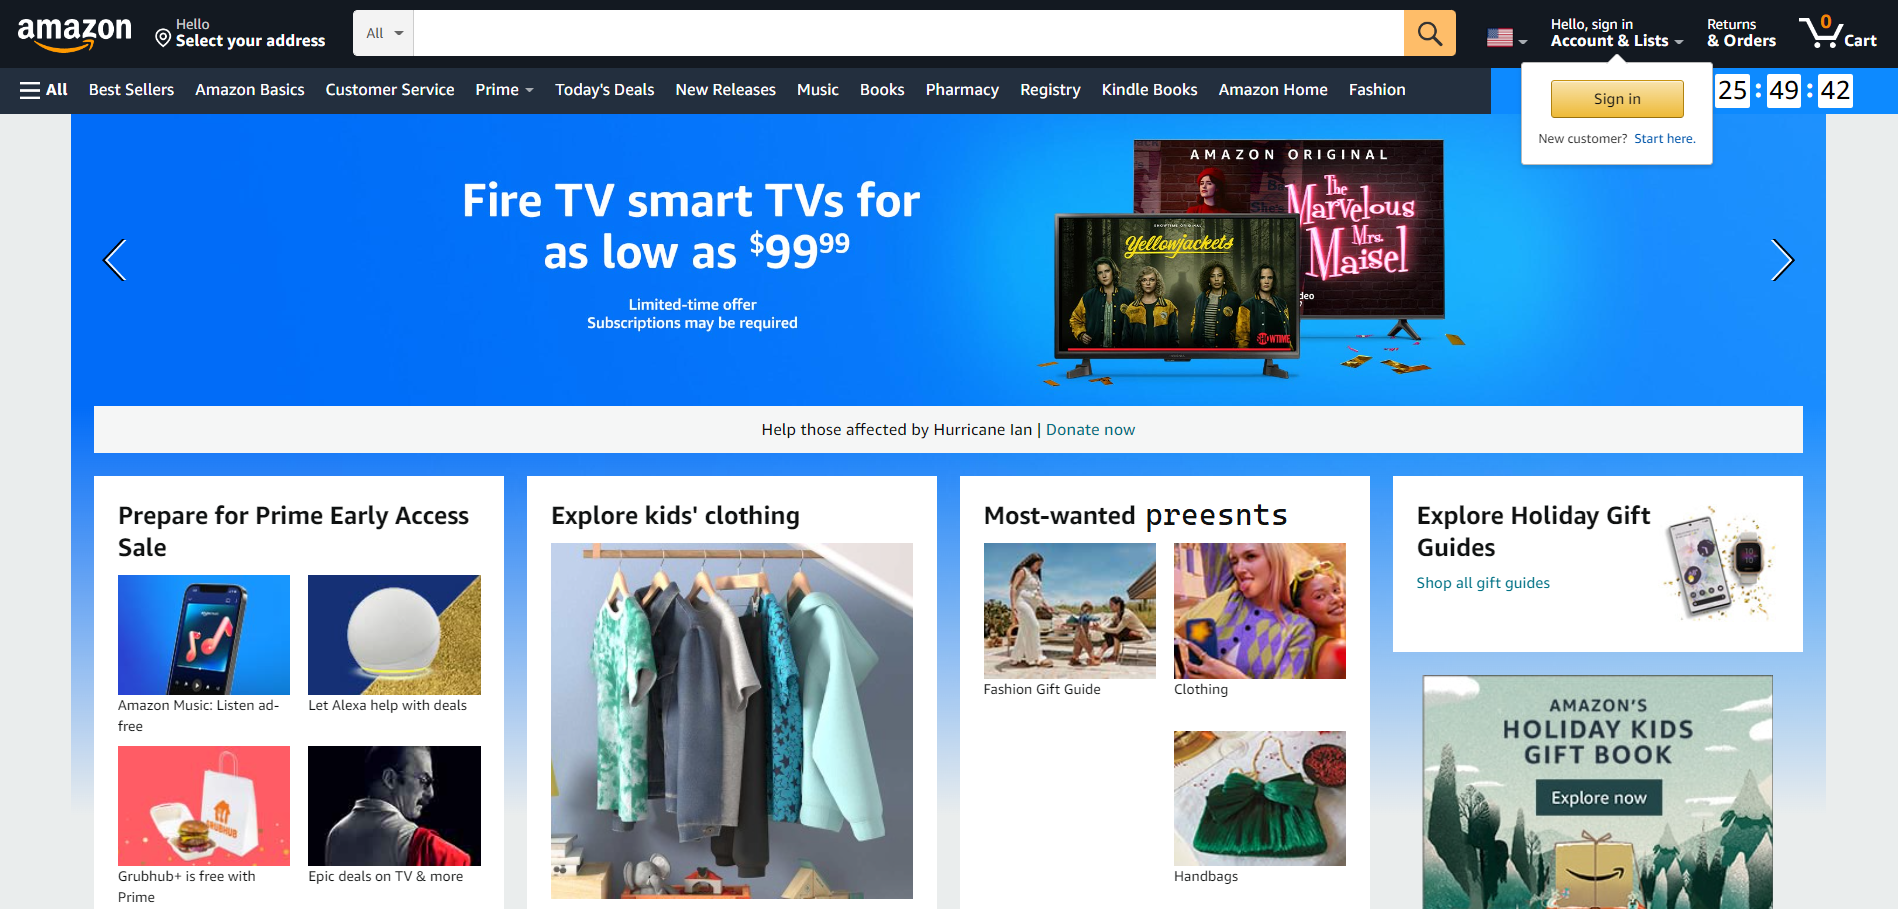 amazon
Hello
Select your address
All
Hello, sign in
Account & Lists
Returns
& Orders
0
Cart
All
Best Sellers
Amazon Basics
Customer Service
Prime
Today's Deals
New Releases
Music
Books
Pharmacy
Registry
Kindle Books
Amazon Home
Fashion
25 : 49 : 42
Sign in
New customer? Start here.
Fire TV smart TVs for
as low as $99 99
Limited-time offer
Subscriptions may be required
AMAZON ORIGINAL
The
Marvelous
Mrs.
Maisel
Yellowjackets
SHOWTIME
Help those affected by Hurricane Ian | Donate now
Prepare for Prime Early Access
Sale
Amazon Music: Listen ad-
free
Let Alexa help with deals
GRUBHUB
Grubhub+ is free with
Prime
Epic deals on TV & more
Explore kids' clothing
Most-wanted preesnts
Fashion Gift Guide
Clothing
Handbags
Explore Holiday Gift
Guides
Shop all gift guides
AMAZON'S
HOLIDAY KIDS
GIFT BOOK
Explore now